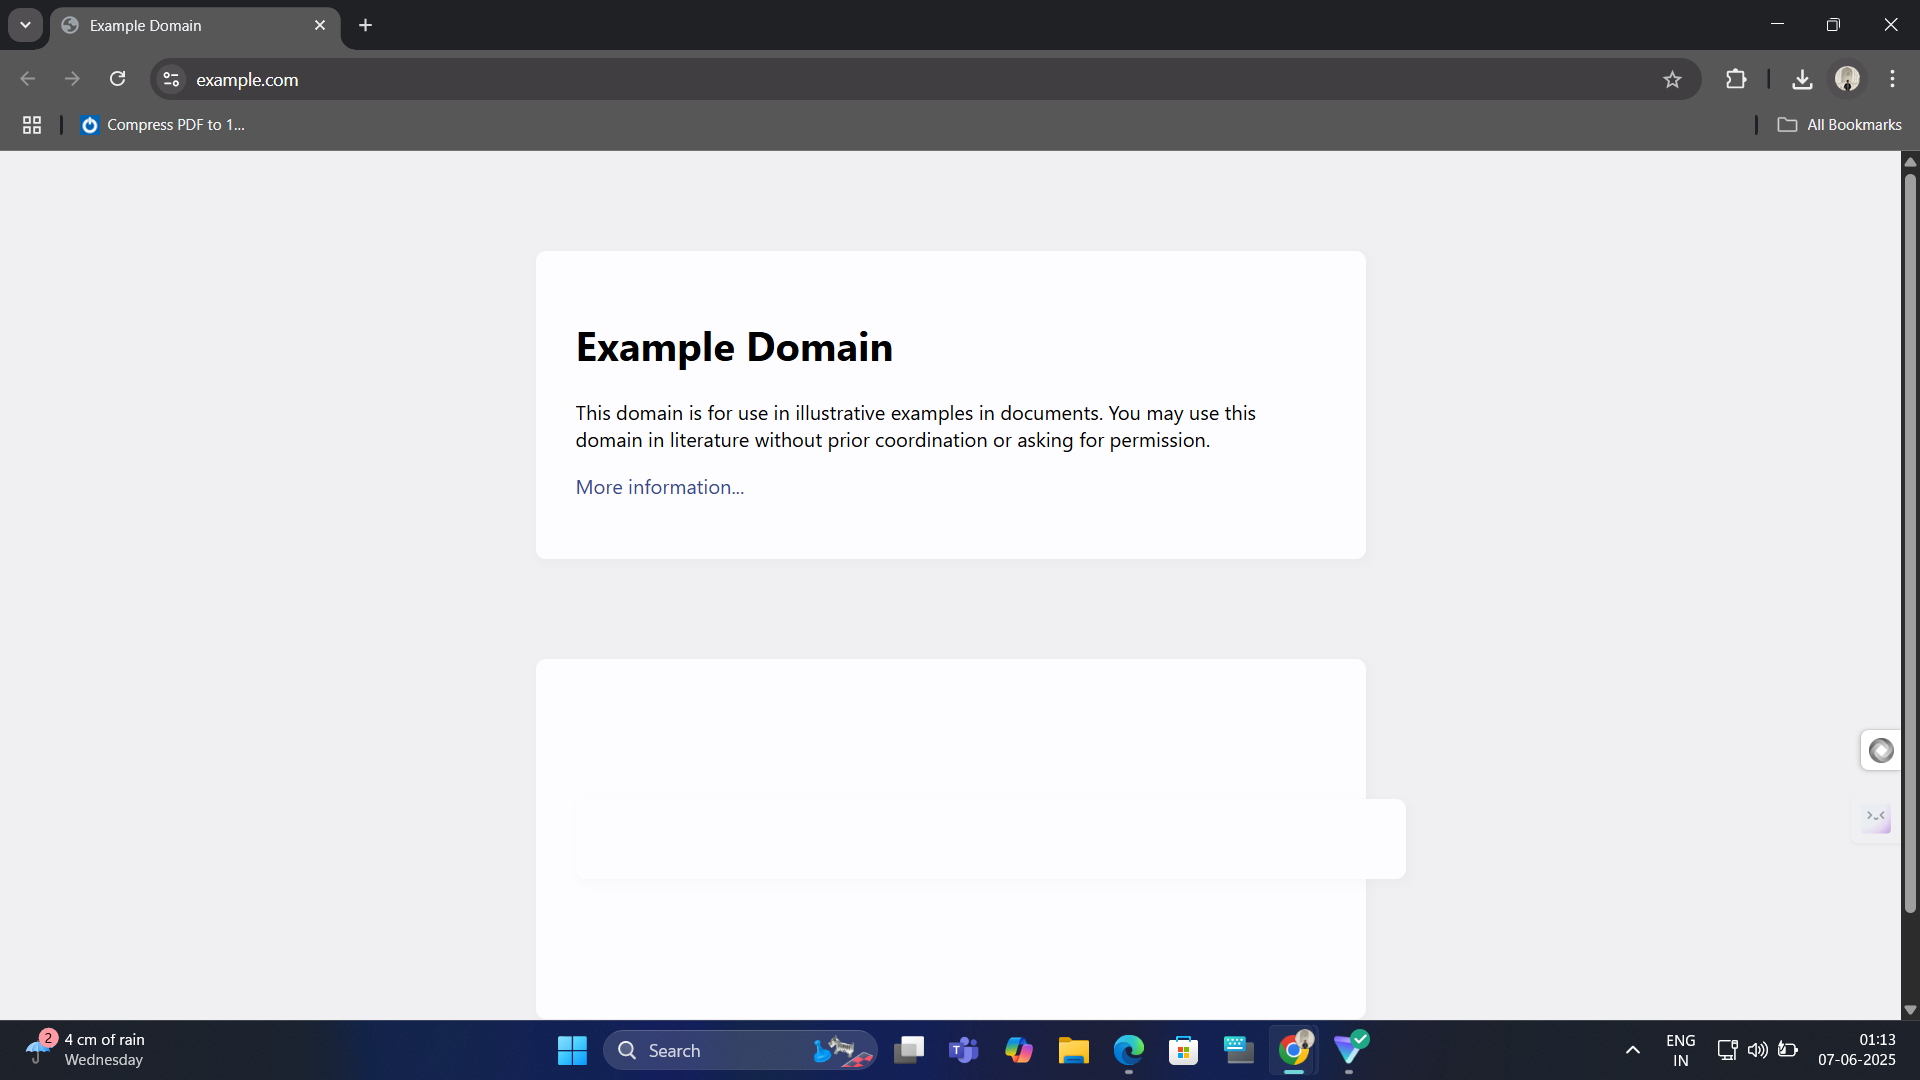 Example Domain
example.com
Compress PDF to 1...
All Bookmarks
Example Domain
This domain is for use in illustrative examples in documents. You may use this
domain in literature without prior coordination or asking for permission.
More information...
2
4 cm of rain
Wednesday
Search
T
ENG
IN
01:13
07-06-2025